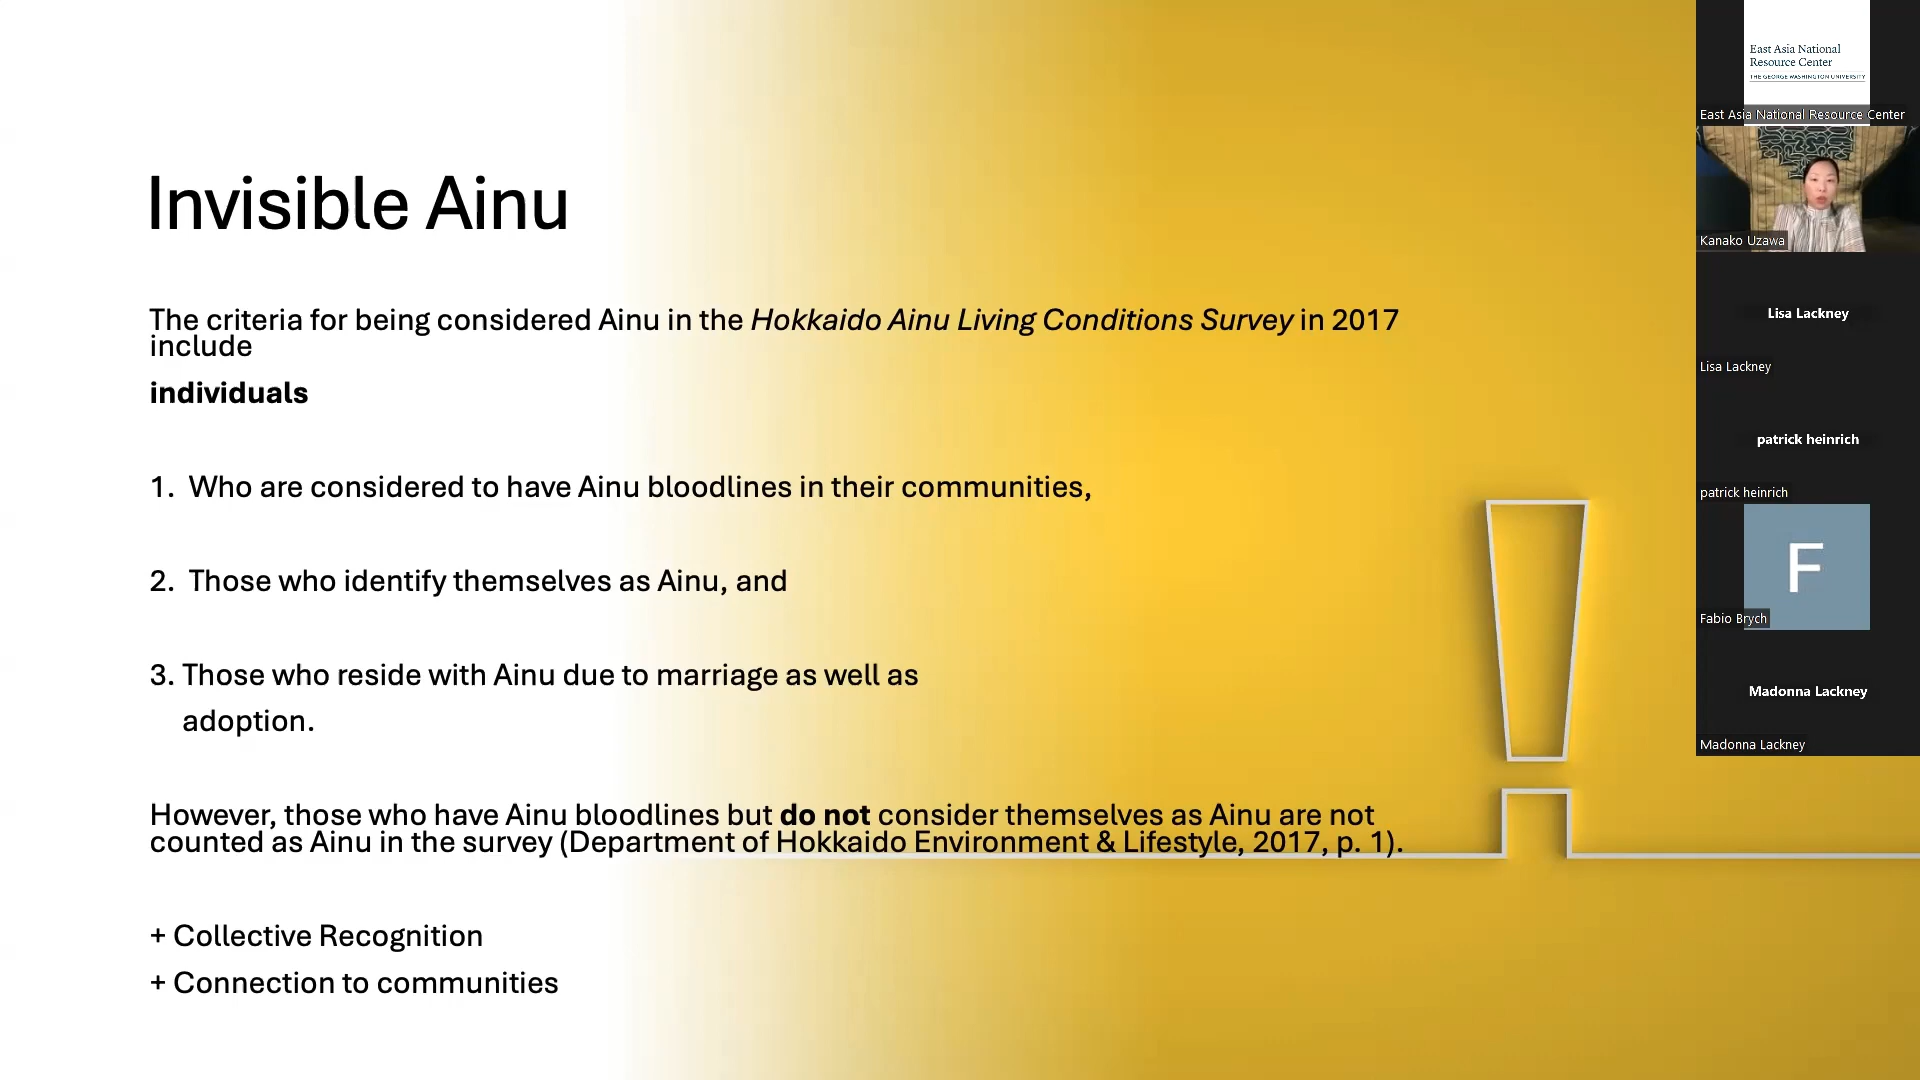 Invisible Ainu
The criteria for being considered Ainu in the Hokkaido Ainu Living Conditions Survey in 2017
include
individuals
1. Who are considered to have Ainu bloodlines in their communities,
2. Those who identify themselves as Ainu, and
3. Those who reside with Ainu due to marriage as well as
adoption.
However, those who have Ainu bloodlines but do not consider themselves as Ainu are not
counted as Ainu in the survey (Department of Hokkaido Environment & Lifestyle, 2017, p. 1).
+ Collective Recognition
+ Connection to communities
East Asia National
Resource Center
THE GEORGE WASHINGTON UNIVERSITY
East Asia National Resource Center
Kanako Uzawa
Lisa Lackney
Lisa Lackney
patrick heinrich
patrick heinrich
F
Fabio Brych
Madonna Lackney
Madonna Lackney